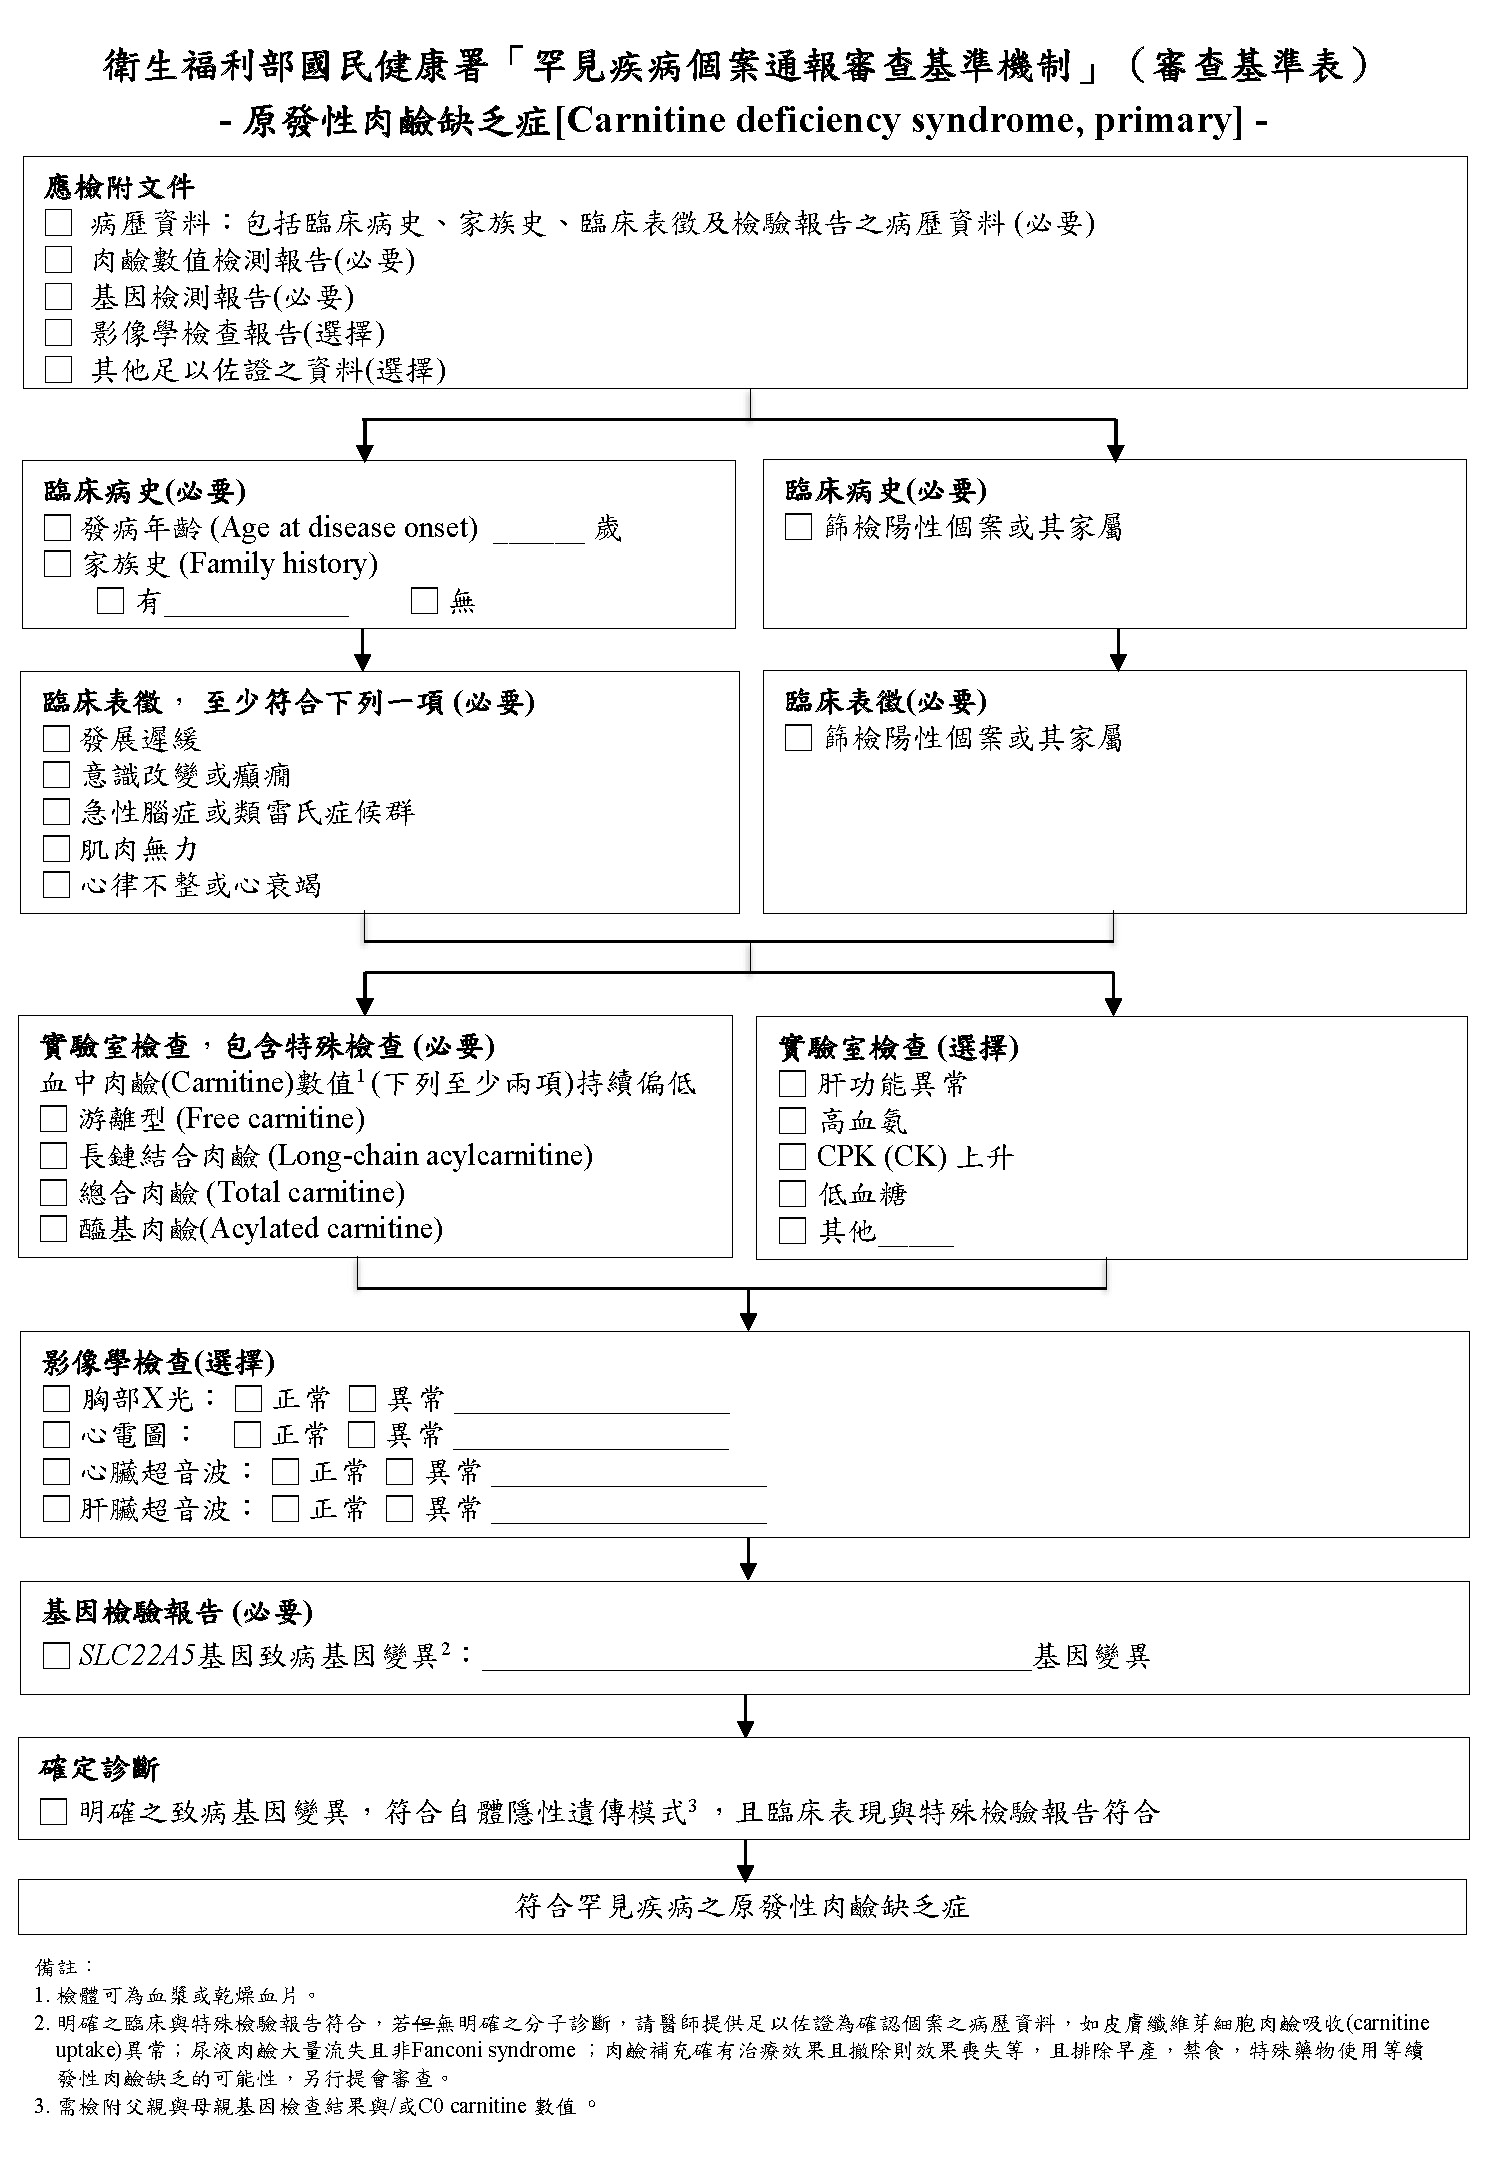 衛生福利部國民健康署「罕見疾病個案通報審查基準機制」（審查基準表）
- 原發性肉鹼缺乏症[Carnitine deficiency syndrome, primary] -
應檢附文件
□ 病歷資料：包括臨床病史、家族史、臨床表徵及檢驗報告之病歷資料 (必要)
□ 肉鹼數值檢測報告(必要)
□ 基因檢測報告(必要)
□ 影像學檢查報告(選擇)
□ 其他足以佐證之資料(選擇)
臨床病史(必要)
□ 發病年齡 (Age at disease onset) ______ 歲
□ 家族史 (Family history)
□ 有____________ □ 無
臨床病史(必要)
□ 篩檢陽性個案或其家屬
臨床表徵， 至少符合下列一項 (必要)
□ 發展遲緩
□ 意識改變或癲癇
□ 急性腦症或類雷氏症候群
□ 肌肉無力
□ 心律不整或心衰竭
臨床表徵(必要)
□ 篩檢陽性個案或其家屬
實驗室檢查，包含特殊檢查 (必要)
血中肉鹼(Carnitine)數值¹ (下列至少兩項)持續偏低
□ 游離型 (Free carnitine)
□ 長鏈結合肉鹼 (Long-chain acylcarnitine)
□ 總合肉鹼 (Total carnitine)
□ 醯基肉鹼(Acylated carnitine)
實驗室檢查 (選擇)
□ 肝功能異常
□ 高血氨
□ CPK (CK) 上升
□ 低血糖
□ 其他_____
影像學檢查(選擇)
□ 胸部X光： □ 正常 □ 異常 __________________
□ 心電圖： □ 正常 □ 異常 __________________
□ 心臟超音波： □ 正常 □ 異常 __________________
□ 肝臟超音波： □ 正常 □ 異常 __________________
基因檢驗報告 (必要)
□ SLC22A5基因致病基因變異²：____________________________________基因變異
確定診斷
□ 明確之致病基因變異，符合自體隱性遺傳模式³ ，且臨床表現與特殊檢驗報告符合
符合罕見疾病之原發性肉鹼缺乏症
備註：
1. 檢體可為血漿或乾燥血片。
2. 明確之臨床與特殊檢驗報告符合，若但無明確之分子診斷，請醫師提供足以佐證為確認個案之病歷資料，如皮膚纖維芽細胞肉鹼吸收(carnitine
uptake)異常；尿液肉鹼大量流失且非Fanconi syndrome ；肉鹼補充確有治療效果且撤除則效果喪失等，且排除早產，禁食，特殊藥物使用等續
發性肉鹼缺乏的可能性，另行提會審查。
3. 需檢附父親與母親基因檢查結果與/或C0 carnitine 數值。